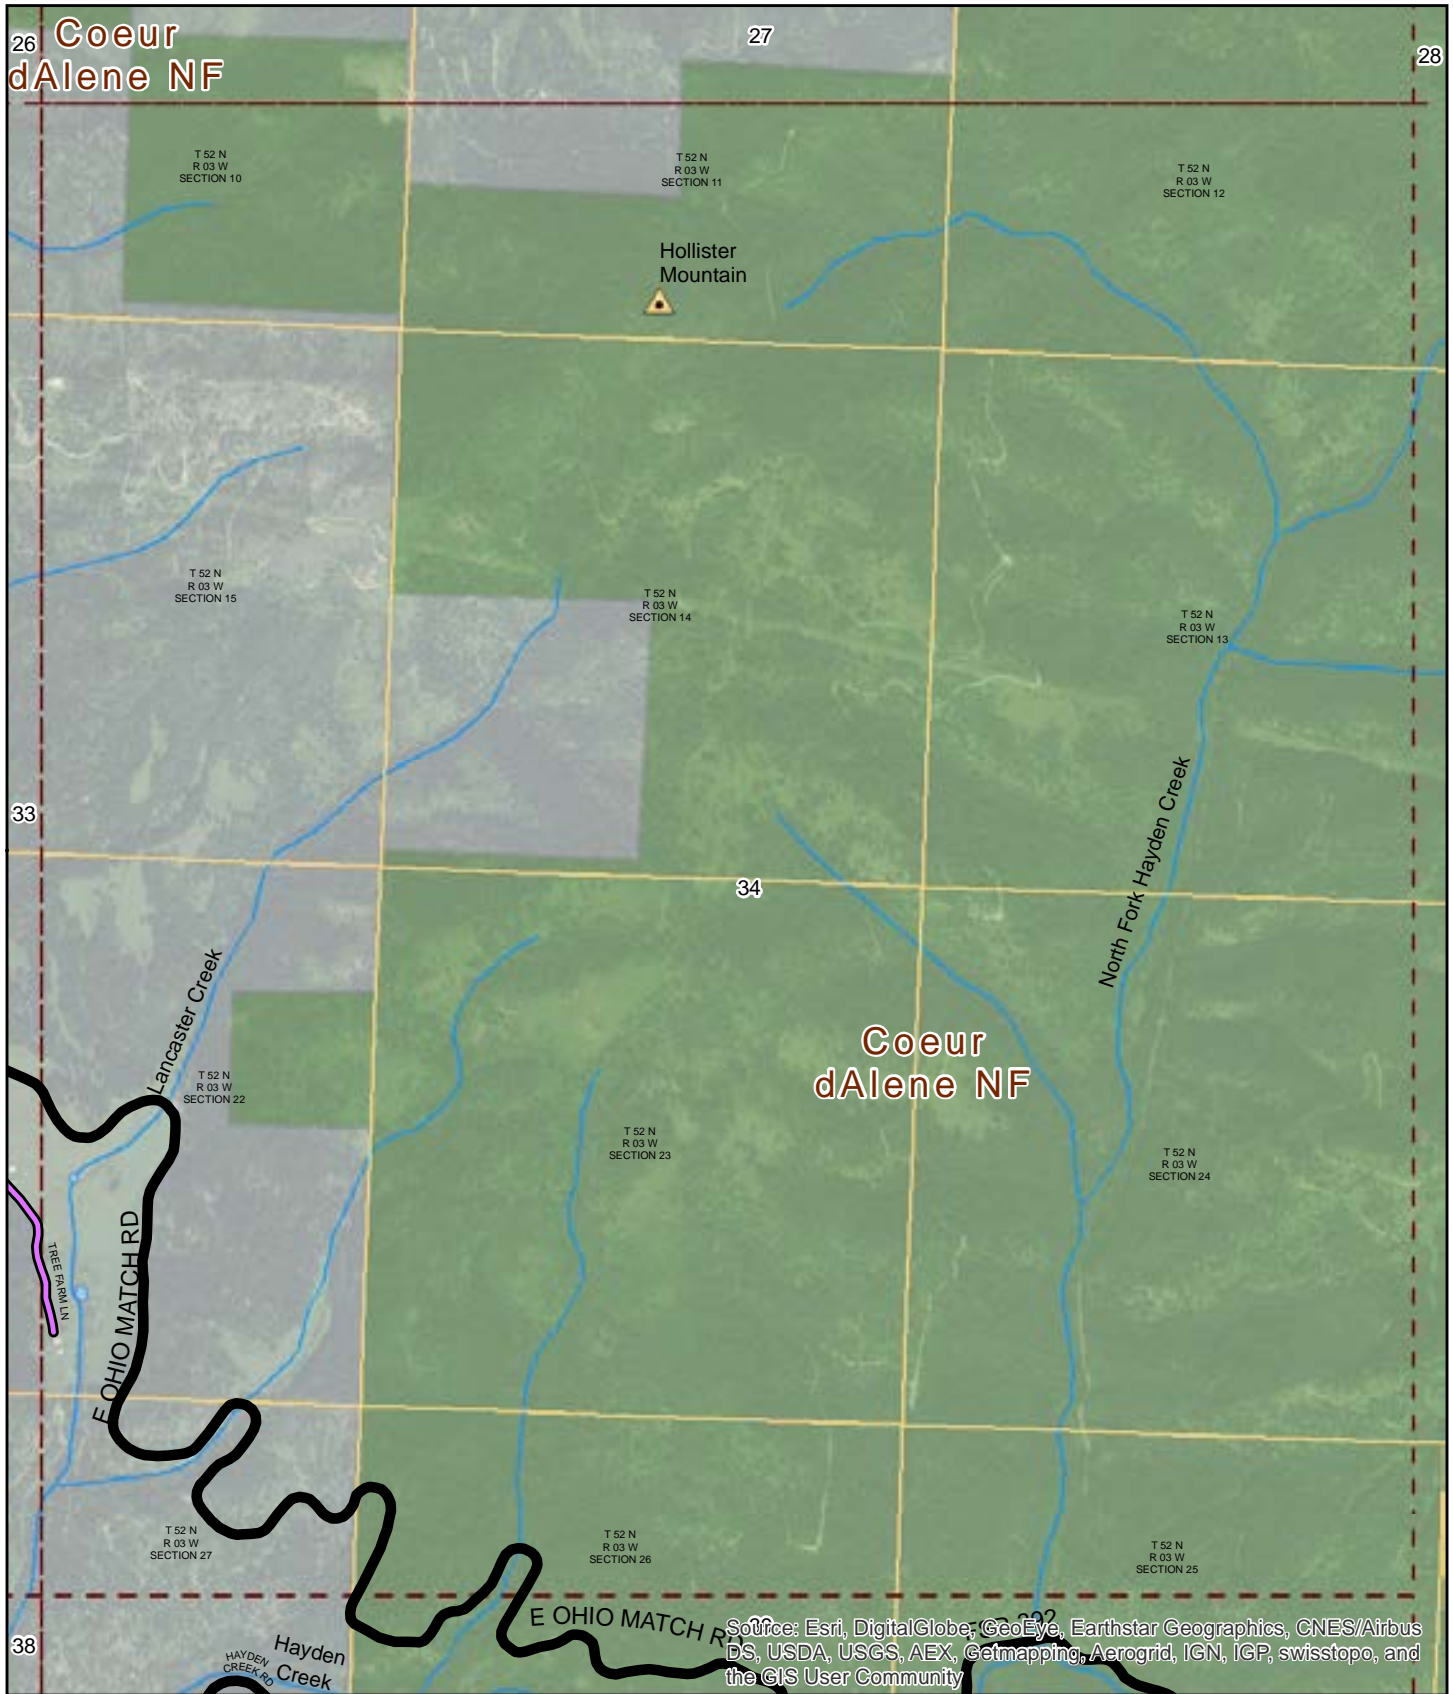 26
Coeur
dAlene NF
27
28
T 52 N
R 03 W
SECTION 10
T 52 N
R 03 W
SECTION 11
T 52 N
R 03 W
SECTION 12
Hollister
Mountain
T 52 N
R 03 W
SECTION 15
T 52 N
R 03 W
SECTION 14
T 52 N
R 03 W
SECTION 13
North Fork Hayden Creek
33
34
Lancaster Creek
Coeur
dAlene NF
T 52 N
R 03 W
SECTION 22
T 52 N
R 03 W
SECTION 23
T 52 N
R 03 W
SECTION 24
TREE FARM LN
E OHIO MATCH RD
T 52 N
R 03 W
SECTION 27
T 52 N
R 03 W
SECTION 26
T 52 N
R 03 W
SECTION 25
38
HAYDEN
CREEK RD
Hayden
Creek
E OHIO MATCH RD
Source: Esri, DigitalGlobe, GeoEye, Earthstar Geographics, CNES/Airbus
DS, USDA, USGS, AEX, Getmapping, Aerogrid, IGN, IGP, swisstopo, and
the GIS User Community